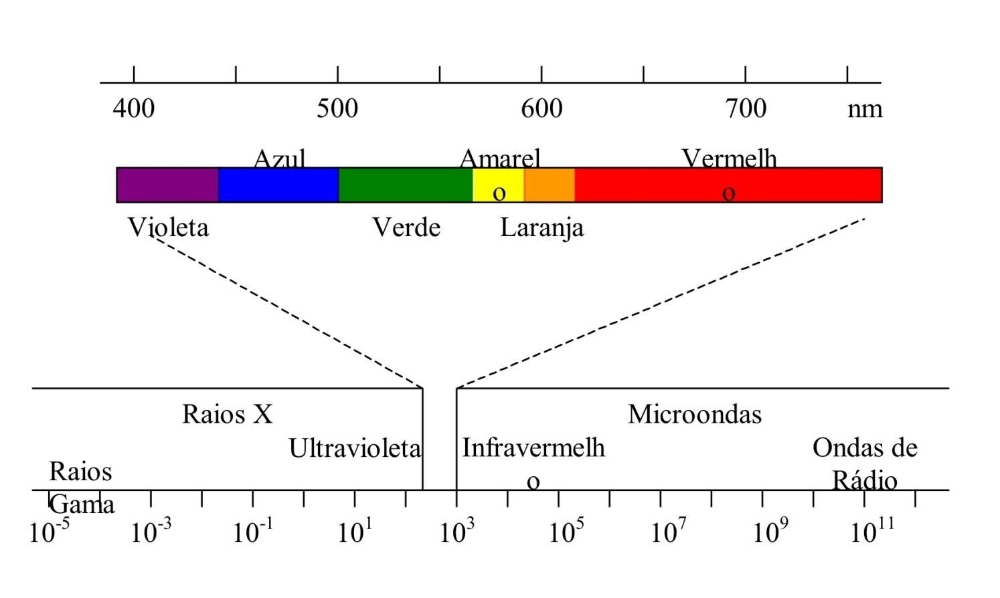 400 500 600 700 nm
Azul Amarel Vermelh
o o
Violeta Verde Laranja
Raios X Microondas
Ultravioleta Infravermelh Ondas de
Raios o Rádio
Gama
10⁻⁵ 10⁻³ 10⁻¹ 10¹ 10³ 10⁵ 10⁷ 10⁹ 10¹¹